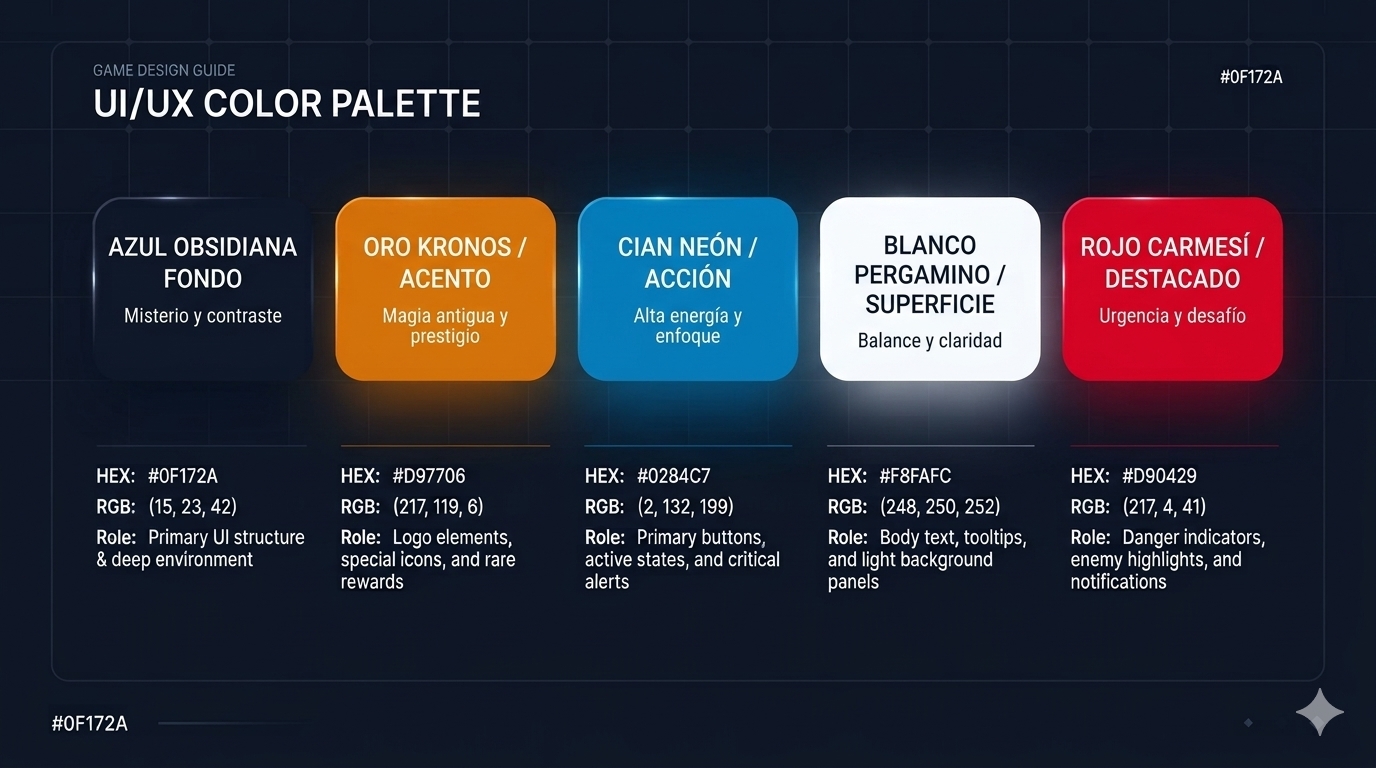 GAME DESIGN GUIDE
UI/UX COLOR PALETTE
#0F172A
AZUL OBSIDIANA
FONDO
Misterio y contraste
ORO KRONOS /
ACENTO
Magia antigua y
prestigio
CIAN NEÓN /
ACCIÓN
Alta energía y
enfoque
BLANCO
PERGAMINO /
SUPERFICIE
Balance y claridad
ROJO CARMESÍ /
DESTACADO
Urgencia y desafío
HEX: #0F172A
RGB: (15, 23, 42)
Role: Primary UI structure
& deep environment
HEX: #D97706
RGB: (217, 119, 6)
Role: Logo elements,
special icons, and rare
rewards
HEX: #0284C7
RGB: (2, 132, 199)
Role: Primary buttons,
active states, and critical
alerts
HEX: #F8FAFC
RGB: (248, 250, 252)
Role: Body text, tooltips,
and light background
panels
HEX: #D90429
RGB: (217, 4, 41)
Role: Danger indicators,
enemy highlights, and
notifications
#0F172A